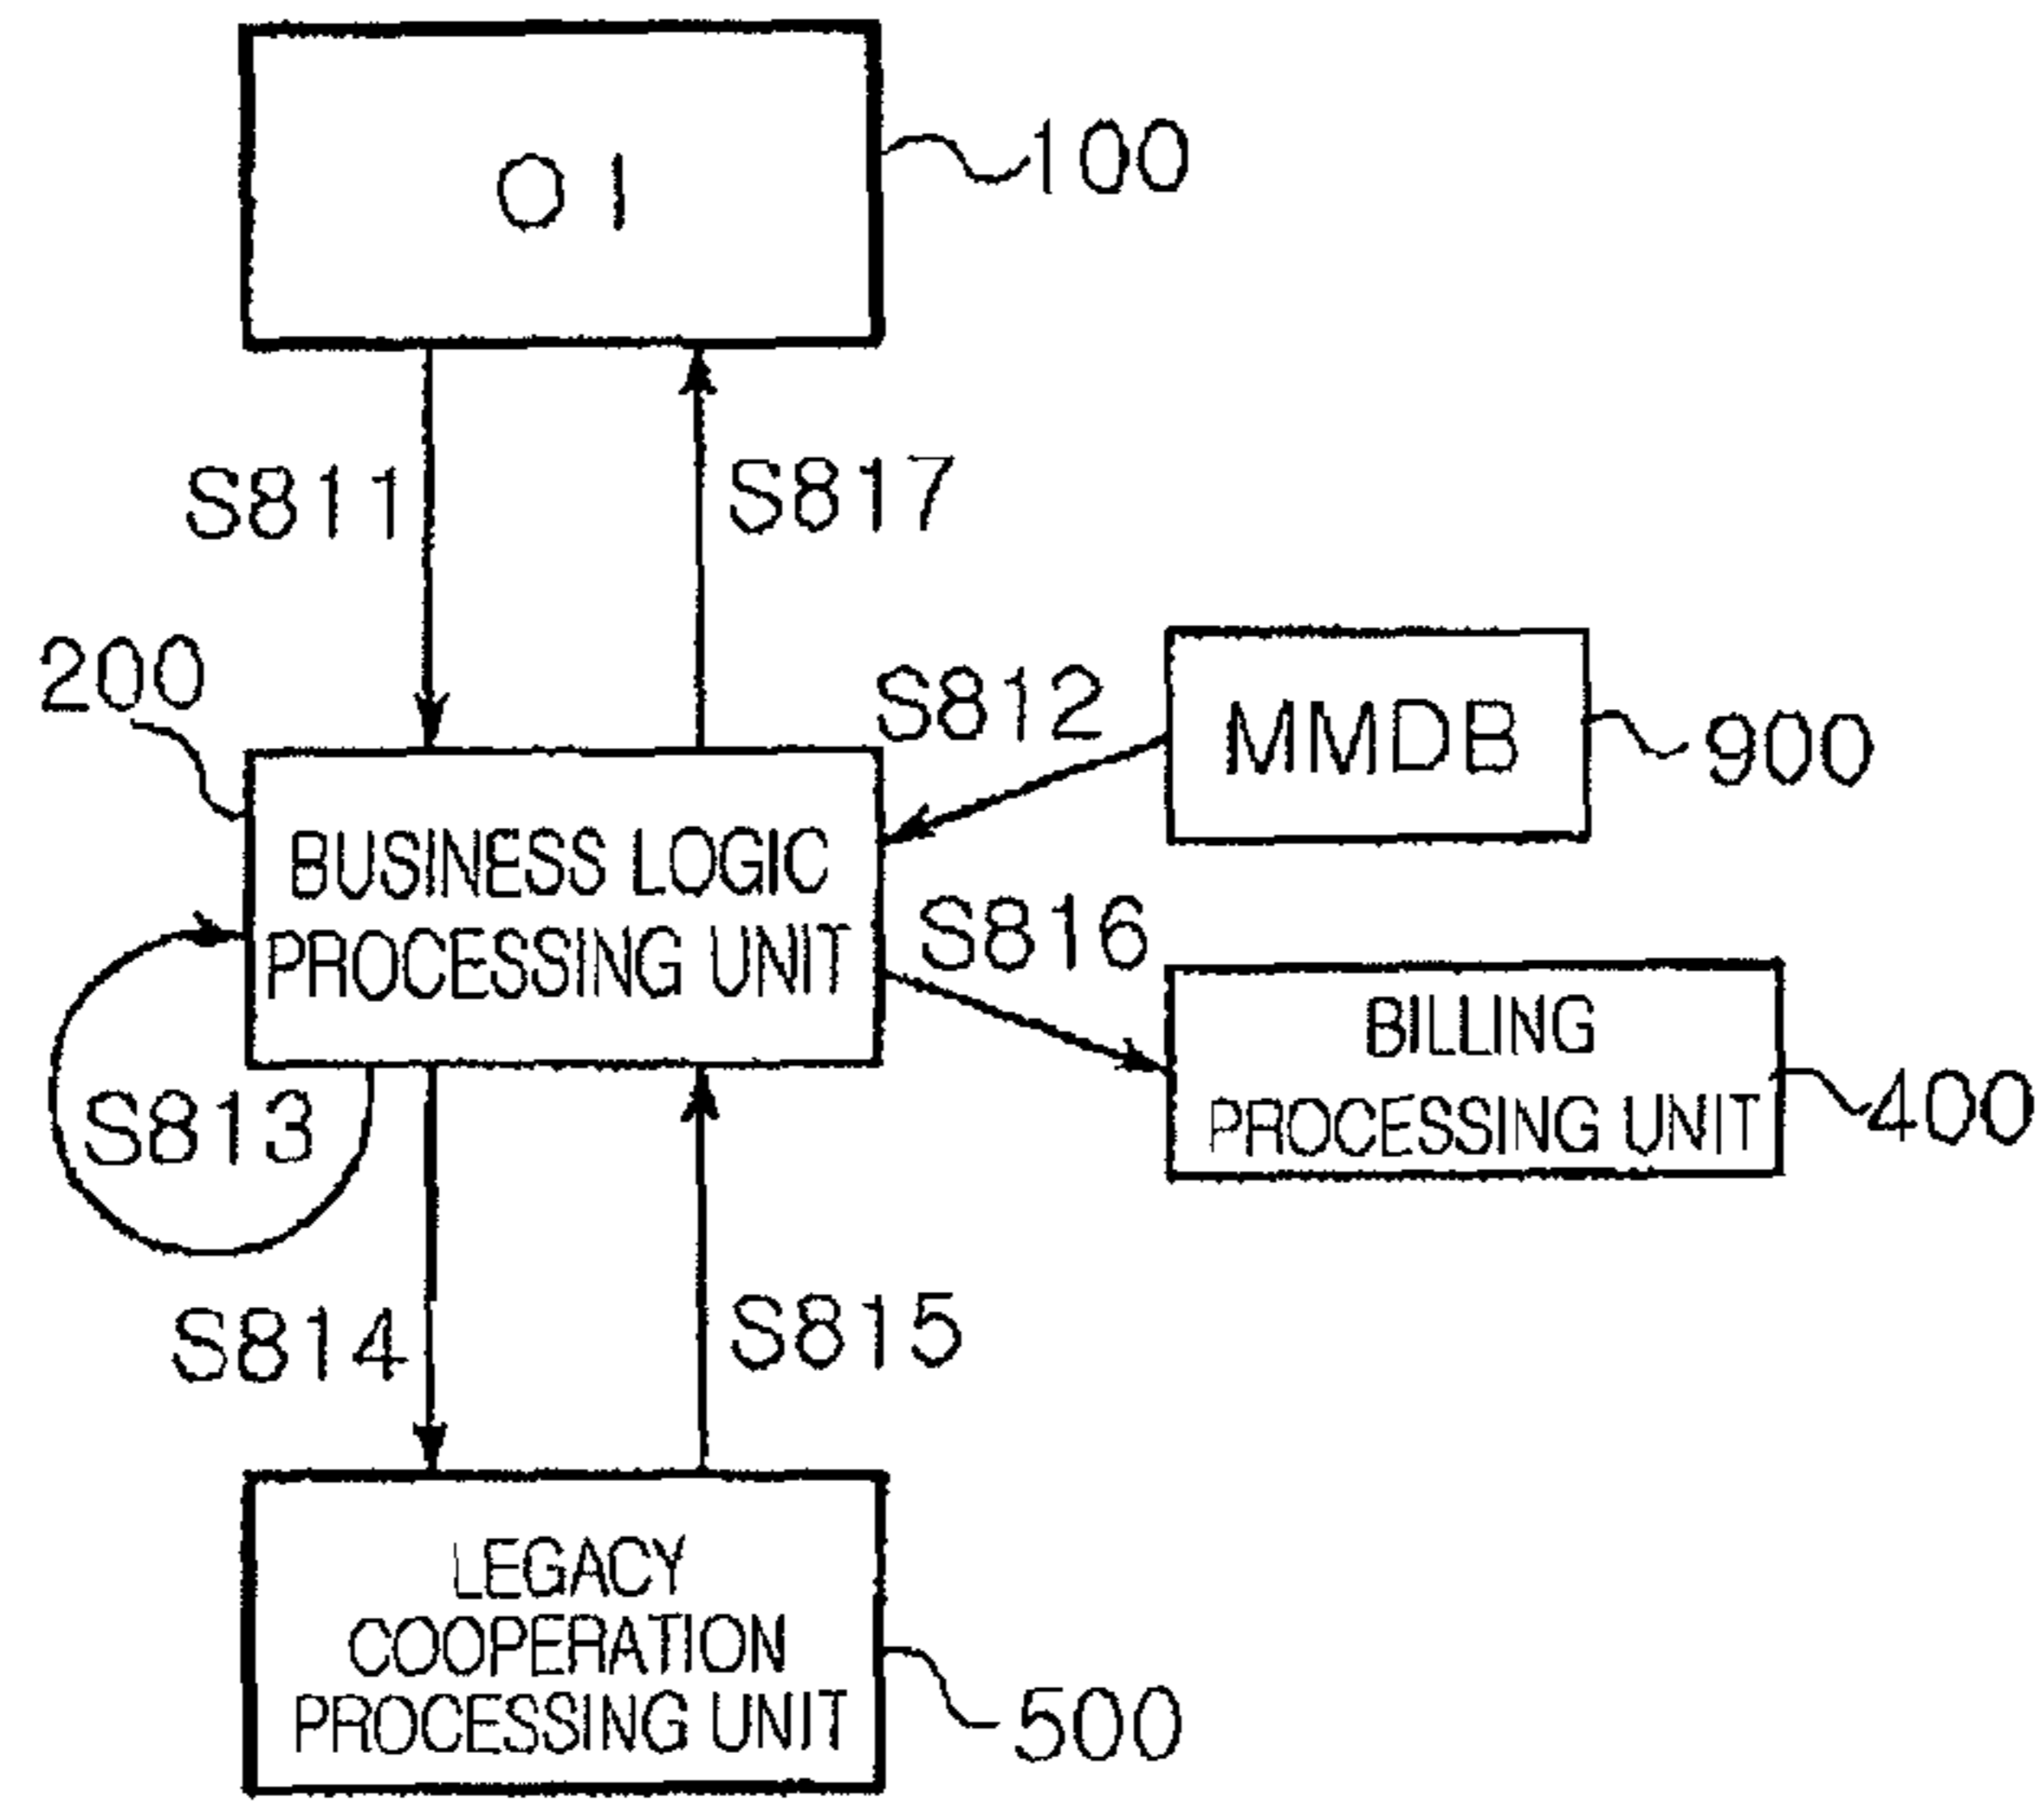 O I
100
S811
S817
200
S812
MMDB
900
BUSINESS LOGIC
PROCESSING UNIT
S816
BILLING
PROCESSING UNIT
400
S813
S814
S815
LEGACY
COOPERATION
PROCESSING UNIT
500